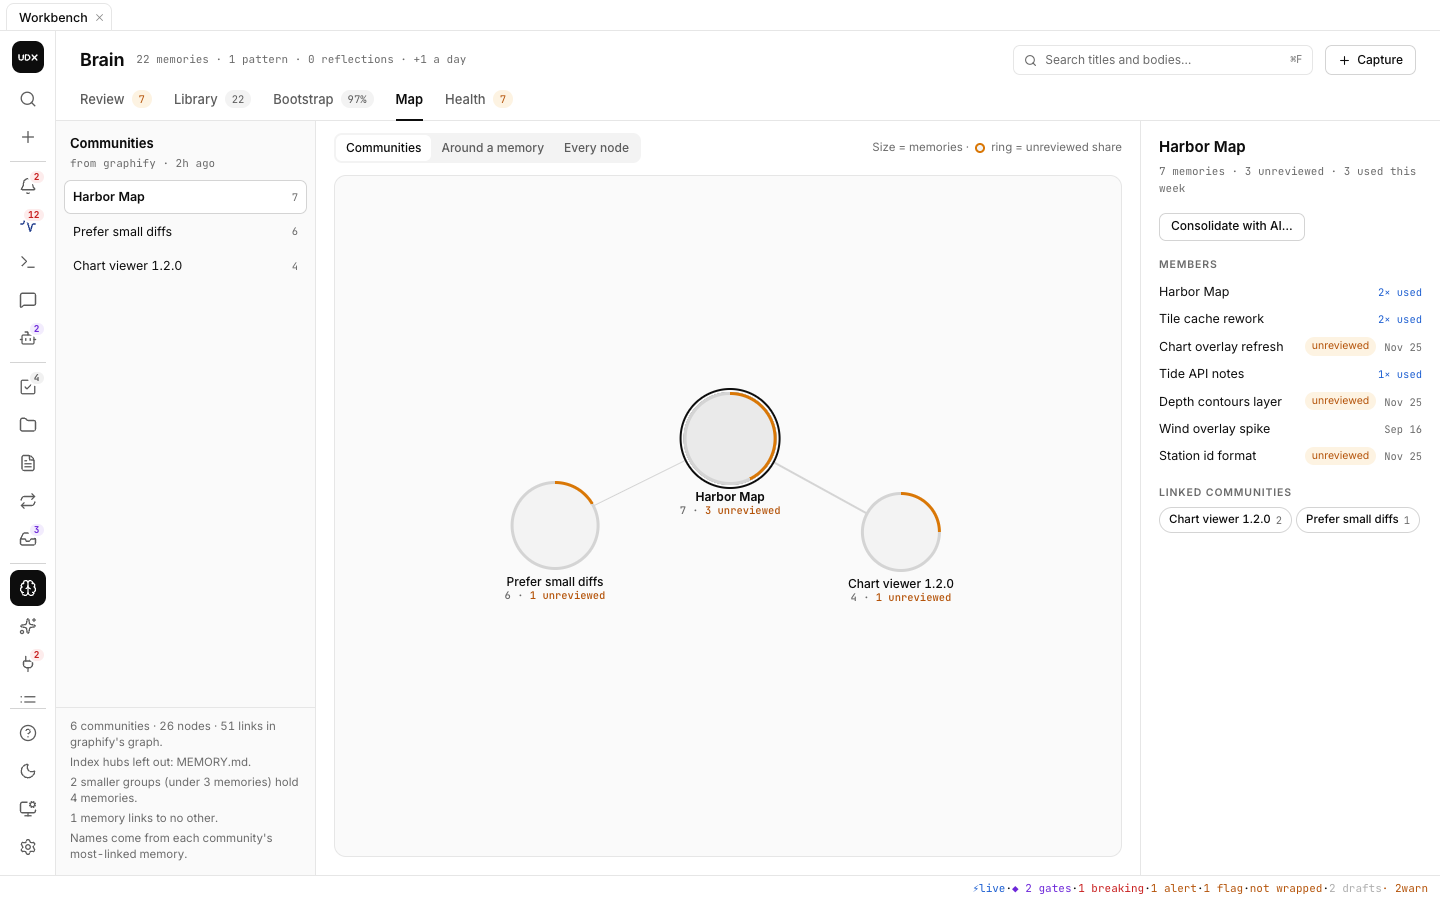 Workbench
UDX
Brain
22 memories · 1 pattern · 0 reflections · +1 a day
Search titles and bodies...
⌘F
Capture
Review 7
Library 22
Bootstrap 97%
Map
Health 7
2
12
2
4
3
2
Communities
from graphify · 2h ago
Harbor Map 7
Prefer small diffs 6
Chart viewer 1.2.0 4
6 communities · 26 nodes · 51 links in
graphify's graph.
Index hubs left out: MEMORY.md.
2 smaller groups (under 3 memories) hold
4 memories.
1 memory links to no other.
Names come from each community's
most-linked memory.
Communities
Around a memory
Every node
Size = memories · ring = unreviewed share
Harbor Map
7 · 3 unreviewed
Prefer small diffs
6 · 1 unreviewed
Chart viewer 1.2.0
4 · 1 unreviewed
Harbor Map
7 memories · 3 unreviewed · 3 used this
week
Consolidate with AI...
MEMBERS
Harbor Map 2× used
Tile cache rework 2× used
Chart overlay refresh unreviewed Nov 25
Tide API notes 1× used
Depth contours layer unreviewed Nov 25
Wind overlay spike Sep 16
Station id format unreviewed Nov 25
LINKED COMMUNITIES
Chart viewer 1.2.0 2
Prefer small diffs 1
⚡live·◆ 2 gates·1 breaking·1 alert·1 flag·not wrapped·2 drafts· 2warn